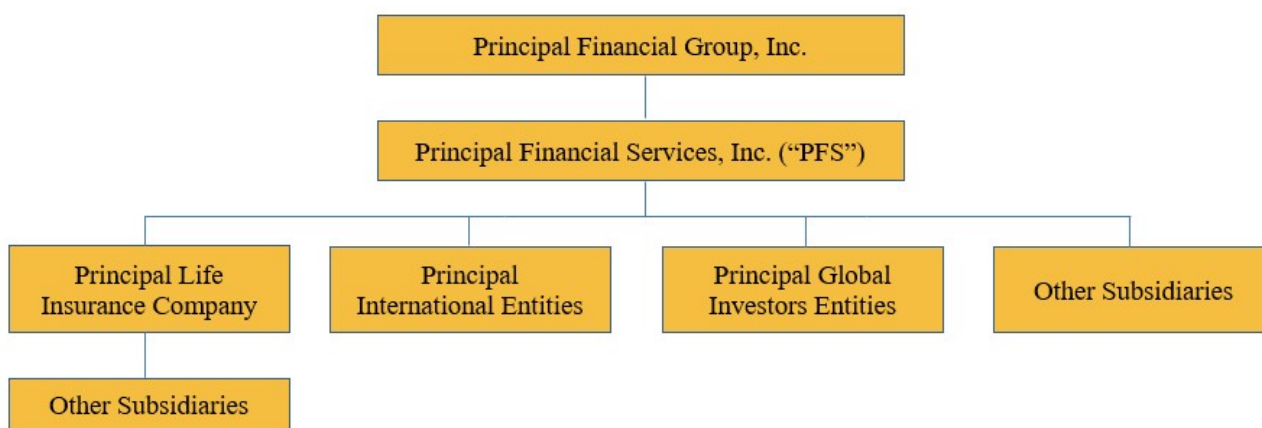 Principal Financial Group, Inc.
Principal Financial Services, Inc. (“PFS”)
Principal Life
Insurance Company
Principal
International Entities
Principal Global
Investors Entities
Other Subsidiaries
Other Subsidiaries